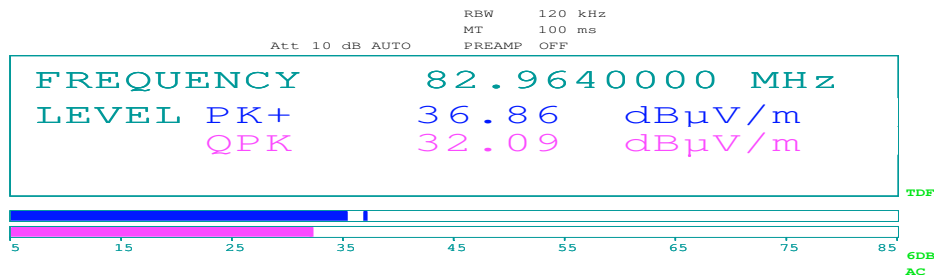 RBW 120 kHz
MT 100 ms
Att 10 dB AUTO PREAMP OFF
FREQUENCY 82.9640000 MHz
LEVEL PK+ 36.86 dBµV/m
QPK 32.09 dBµV/m
TDF
5 15 25 35 45 55 65 75 85
6DB
AC